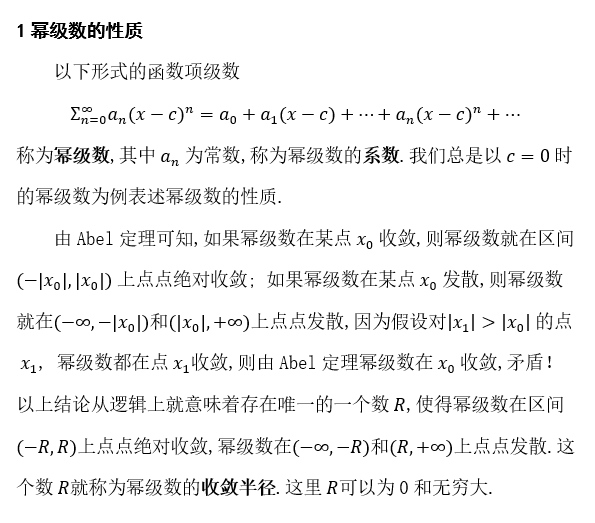 1 幂级数的性质
以下形式的函数项级数
Σ_{n=0}^{∞} a_n(x − c)^n = a_0 + a_1(x − c) + ⋯ + a_n(x − c)^n + ⋯
称为幂级数,其中 a_n 为常数,称为幂级数的系数.我们总是以 c = 0 时
的幂级数为例表述幂级数的性质.
由 Abel 定理可知,如果幂级数在某点 x_0 收敛,则幂级数就在区间
(−|x_0|, |x_0|) 上点点绝对收敛; 如果幂级数在某点 x_0 发散,则幂级数
就在(−∞, −|x_0|)和(|x_0|, +∞)上点点发散,因为假设对|x_1| > |x_0| 的点
x_1, 幂级数都在点 x_1收敛,则由 Abel 定理幂级数在 x_0 收敛,矛盾!
以上结论从逻辑上就意味着存在唯一的一个数 R,使得幂级数在区间
(−R, R)上点点绝对收敛,幂级数在(−∞, −R)和(R, +∞)上点点发散.这
个数 R就称为幂级数的收敛半径.这里 R可以为 0 和无穷大.